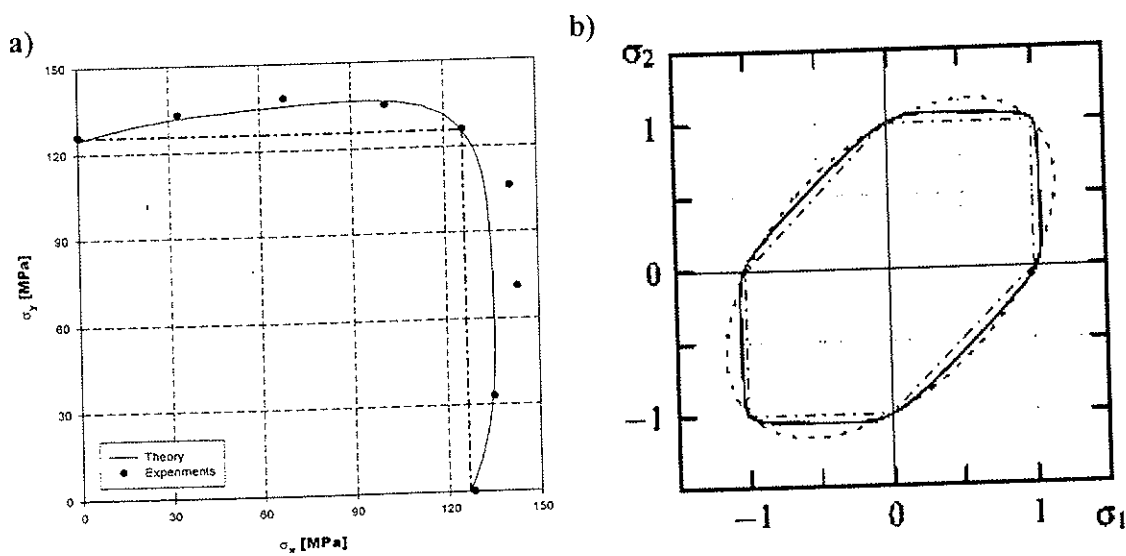 a)
150
120
90
60
30
0
σy [MPa]
Theory
Experiments
0 30 60 90 120 150
σx [MPa]
b)
σ2
1
0
−1
−1 0 1 σ1